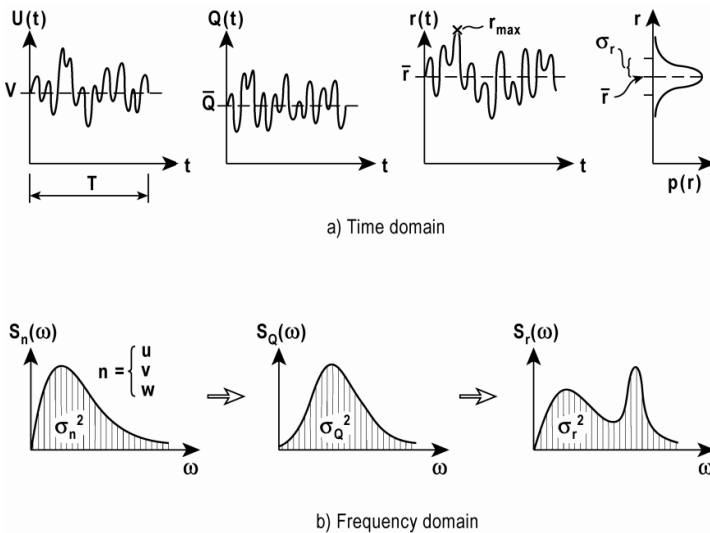 U(t)
V
t
T
Q(t)
Q̄
t
r(t)
r̄
r_max
t
r
σ_r
r̄
p(r)
a) Time domain
S_n(ω)
n = { u
v
w
σ_n²
ω
S_Q(ω)
σ_Q²
ω
S_r(ω)
σ_r²
ω
b) Frequency domain